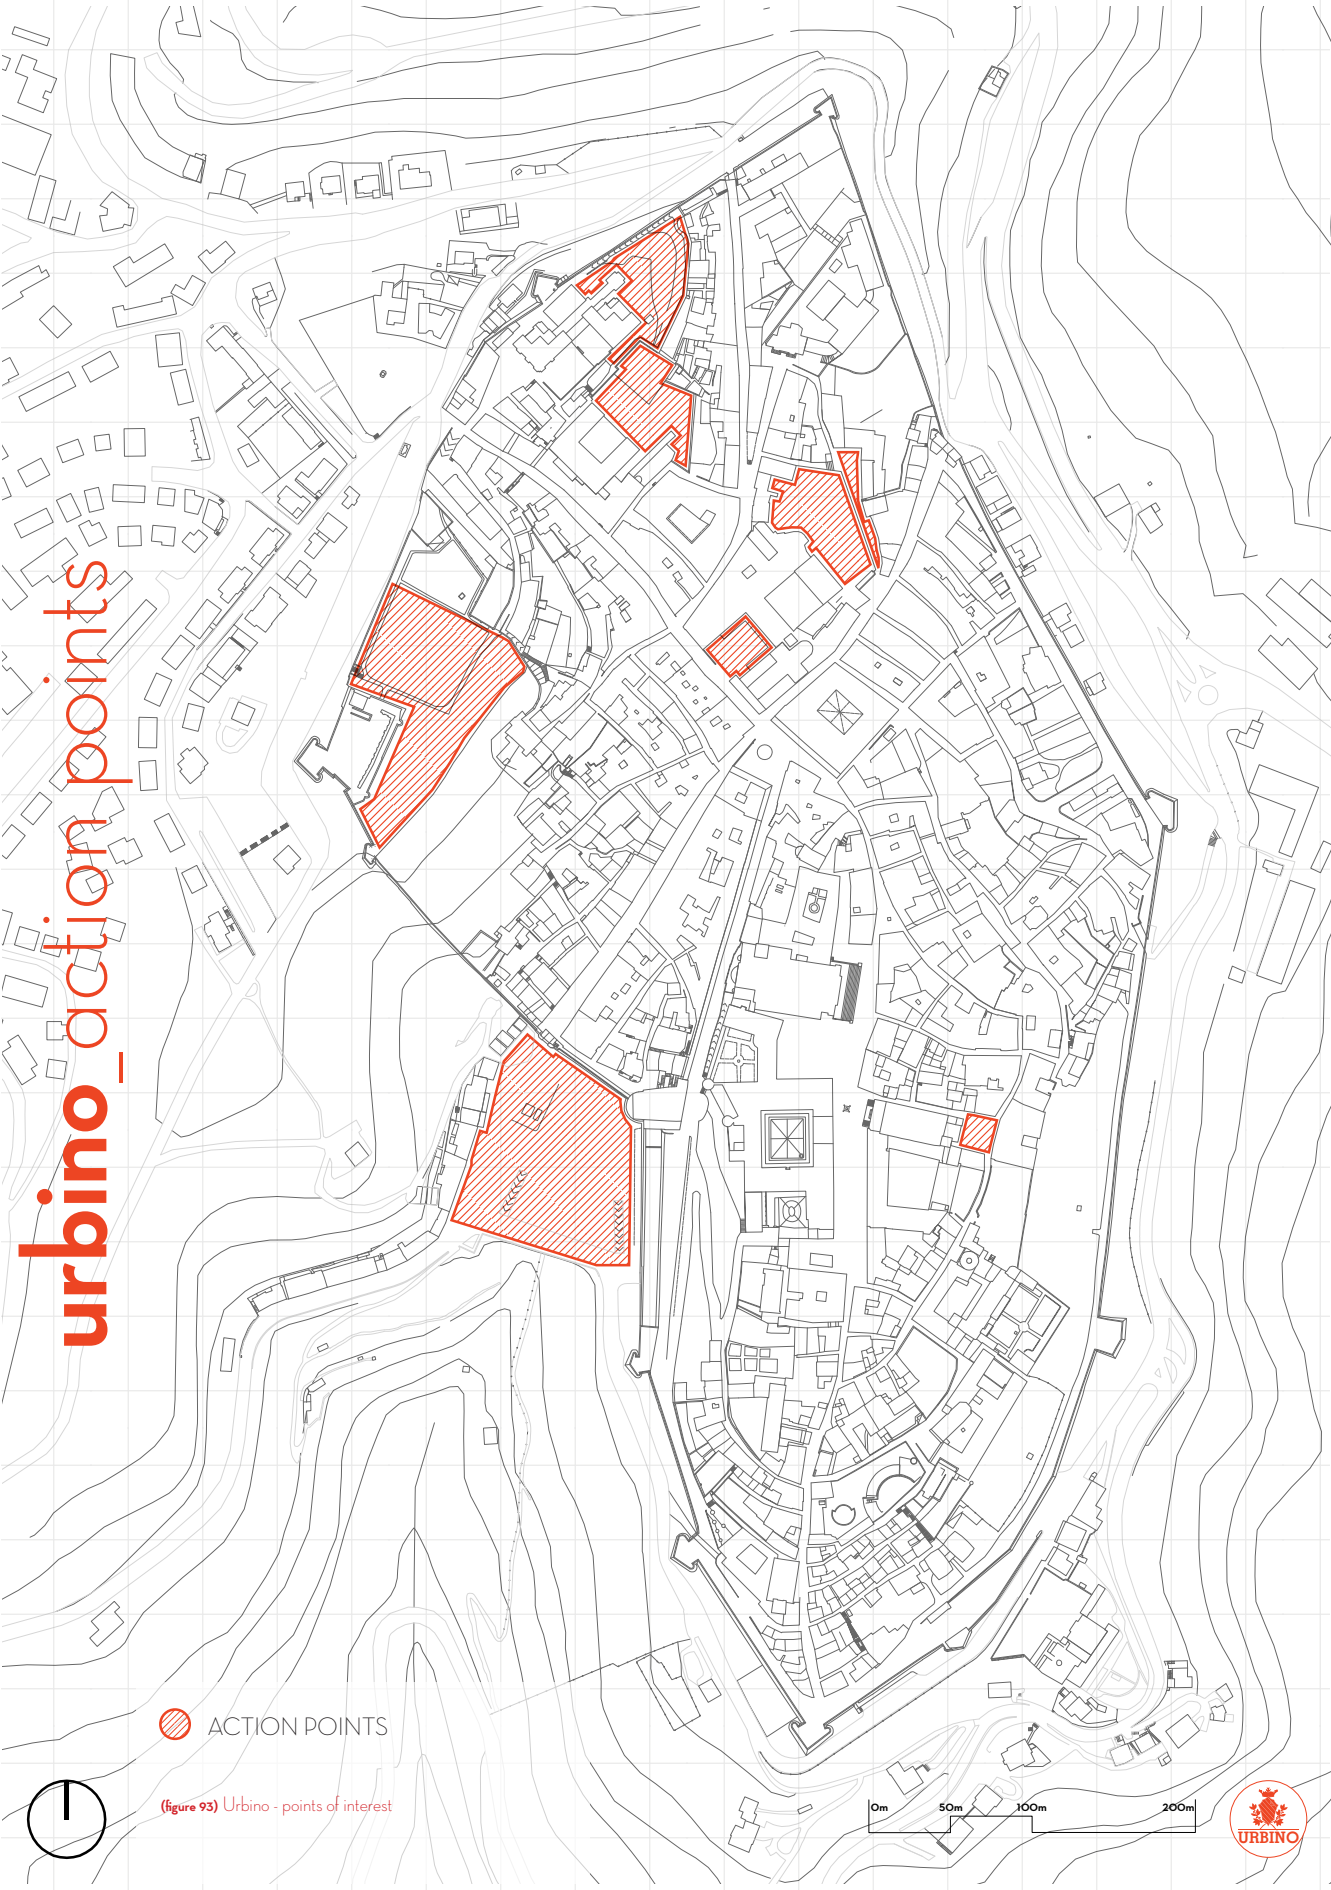 urbino_action points
ACTION POINTS
(figure 93) Urbino - points of interest
0m 50m 100m 200m
URBINO